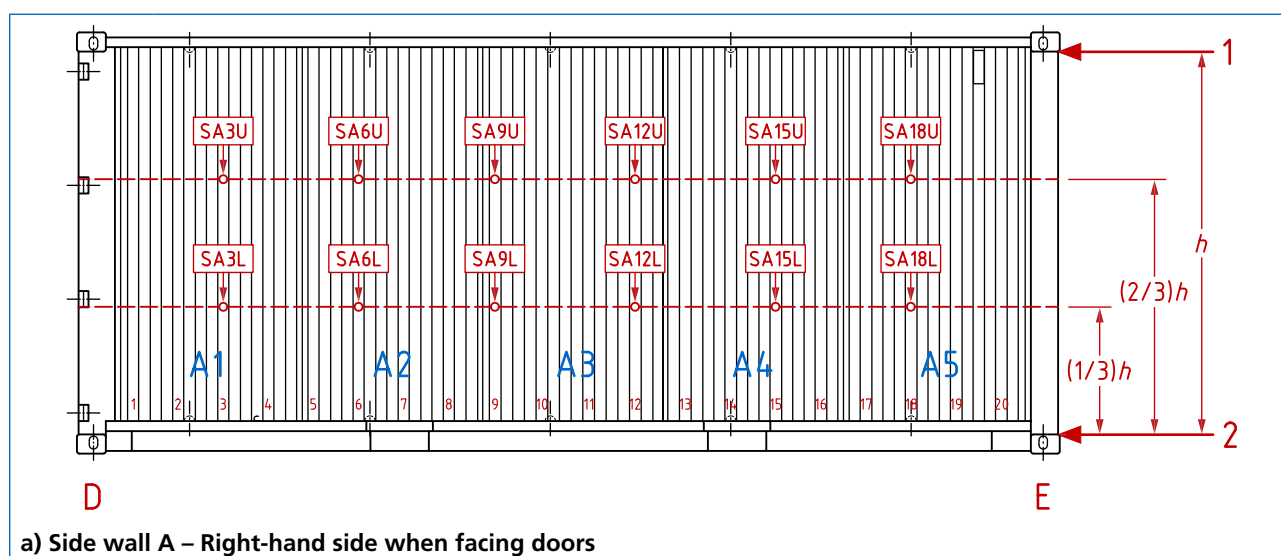 1
SA3U SA6U SA9U SA12U SA15U SA18U
h
SA3L SA6L SA9L SA12L SA15L SA18L
(2/3)h
A1 A2 A3 A4 A5
(1/3)h
1 2 3 4 5 6 7 8 9 10 11 12 13 14 15 16 17 18 19 20
2
D E
a) Side wall A – Right-hand side when facing doors